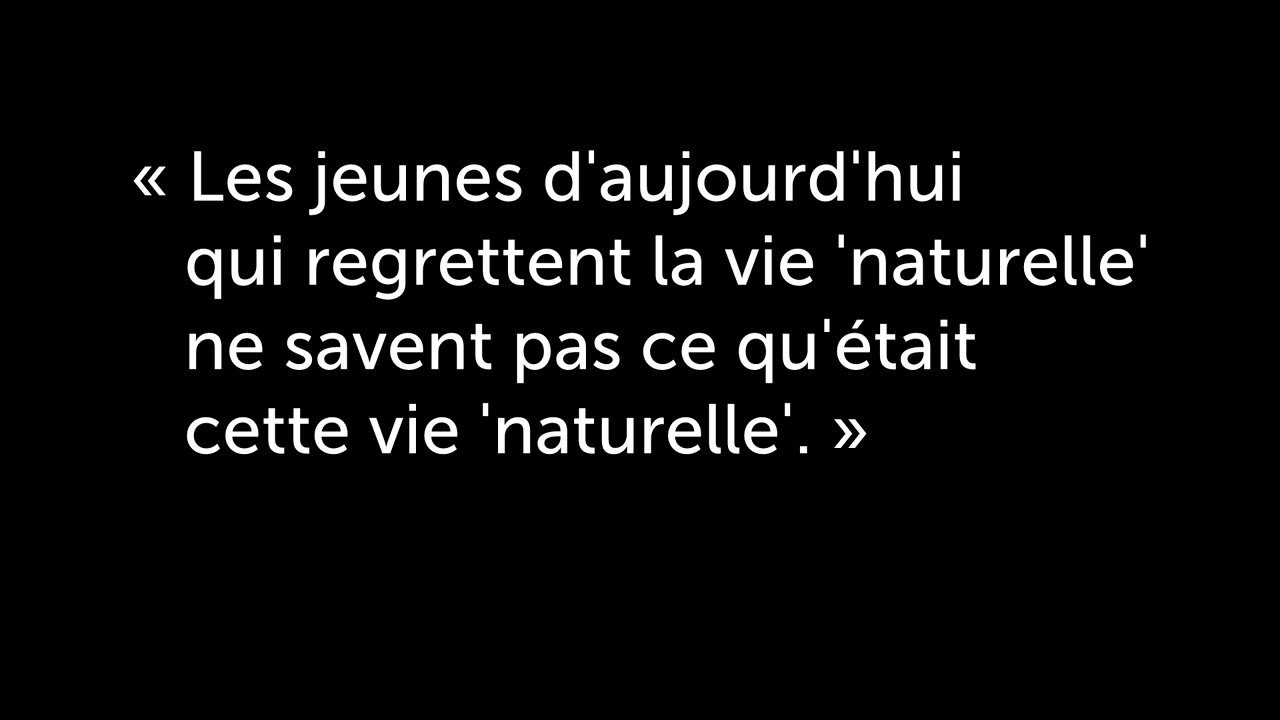 « Les jeunes d'aujourd'hui
qui regrettent la vie 'naturelle'
ne savent pas ce qu'était
cette vie 'naturelle'. »